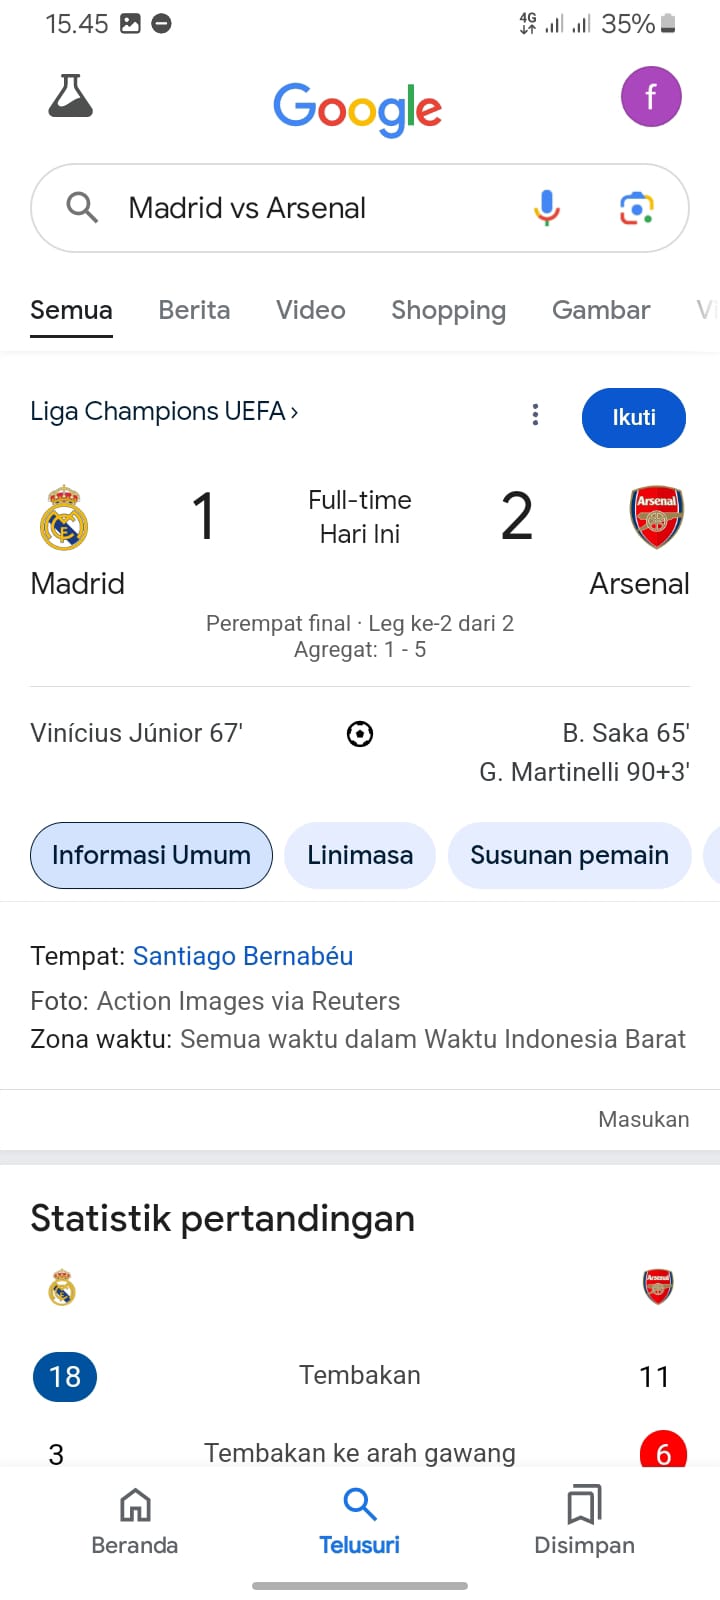 15.45
4G 35%
Google
f
Madrid vs Arsenal
Semua Berita Video Shopping Gambar
Liga Champions UEFA ›
Ikuti
1 Full-time 2
Hari Ini
Arsenal
Madrid Arsenal
Perempat final · Leg ke-2 dari 2
Agregat: 1 - 5
Vinícius Júnior 67' B. Saka 65'
G. Martinelli 90+3'
Informasi Umum Linimasa Susunan pemain
Tempat: Santiago Bernabéu
Foto: Action Images via Reuters
Zona waktu: Semua waktu dalam Waktu Indonesia Barat
Masukan
Statistik pertandingan
Arsenal
18 Tembakan 11
3 Tembakan ke arah gawang 6
Beranda Telusuri Disimpan